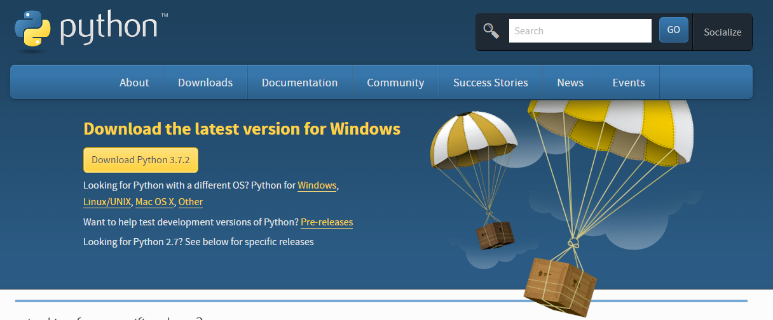 python™
Search
GO
Socialize
About Downloads Documentation Community Success Stories News Events
Download the latest version for Windows
Download Python 3.7.2
Looking for Python with a different OS? Python for Windows,
Linux/UNIX, Mac OS X, Other
Want to help test development versions of Python? Pre-releases
Looking for Python 2.7? See below for specific releases